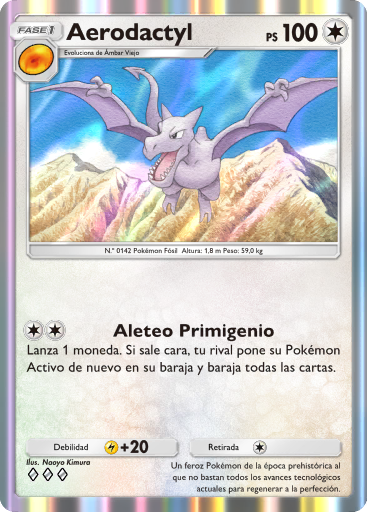 FASE 1
Aerodactyl
PS 100
Evoluciona de Ámbar Viejo
N.º 0142 Pokémon Fósil Altura: 1,8 m Peso: 59,0 kg
Aleteo Primigenio
Lanza 1 moneda. Si sale cara, tu rival pone su Pokémon
Activo de nuevo en su baraja y baraja todas las cartas.
Debilidad +20 Retirada
Ilus. Naoyo Kimura
Un feroz Pokémon de la época prehistórica al
que no bastan todos los avances tecnológicos
actuales para regenerar a la perfección.